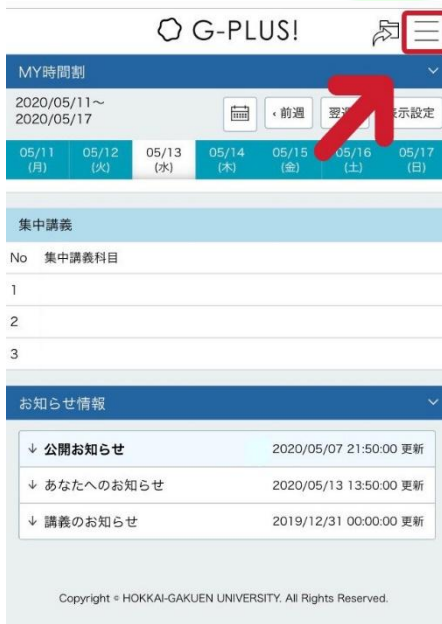 G-PLUS!
MY時間割
2020/05/11～
2020/05/17
‹前週
表示設定
05/11 05/12 05/13 05/14 05/15 05/16 05/17
(月) (火) (水) (木) (金) (土) (日)
集中講義
No 集中講義科目
1
2
3
お知らせ情報
↓ 公開お知らせ 2020/05/07 21:50:00 更新
↓ あなたへのお知らせ 2020/05/13 13:50:00 更新
↓ 講義のお知らせ 2019/12/31 00:00:00 更新
Copyright © HOKKAI-GAKUEN UNIVERSITY. All Rights Reserved.